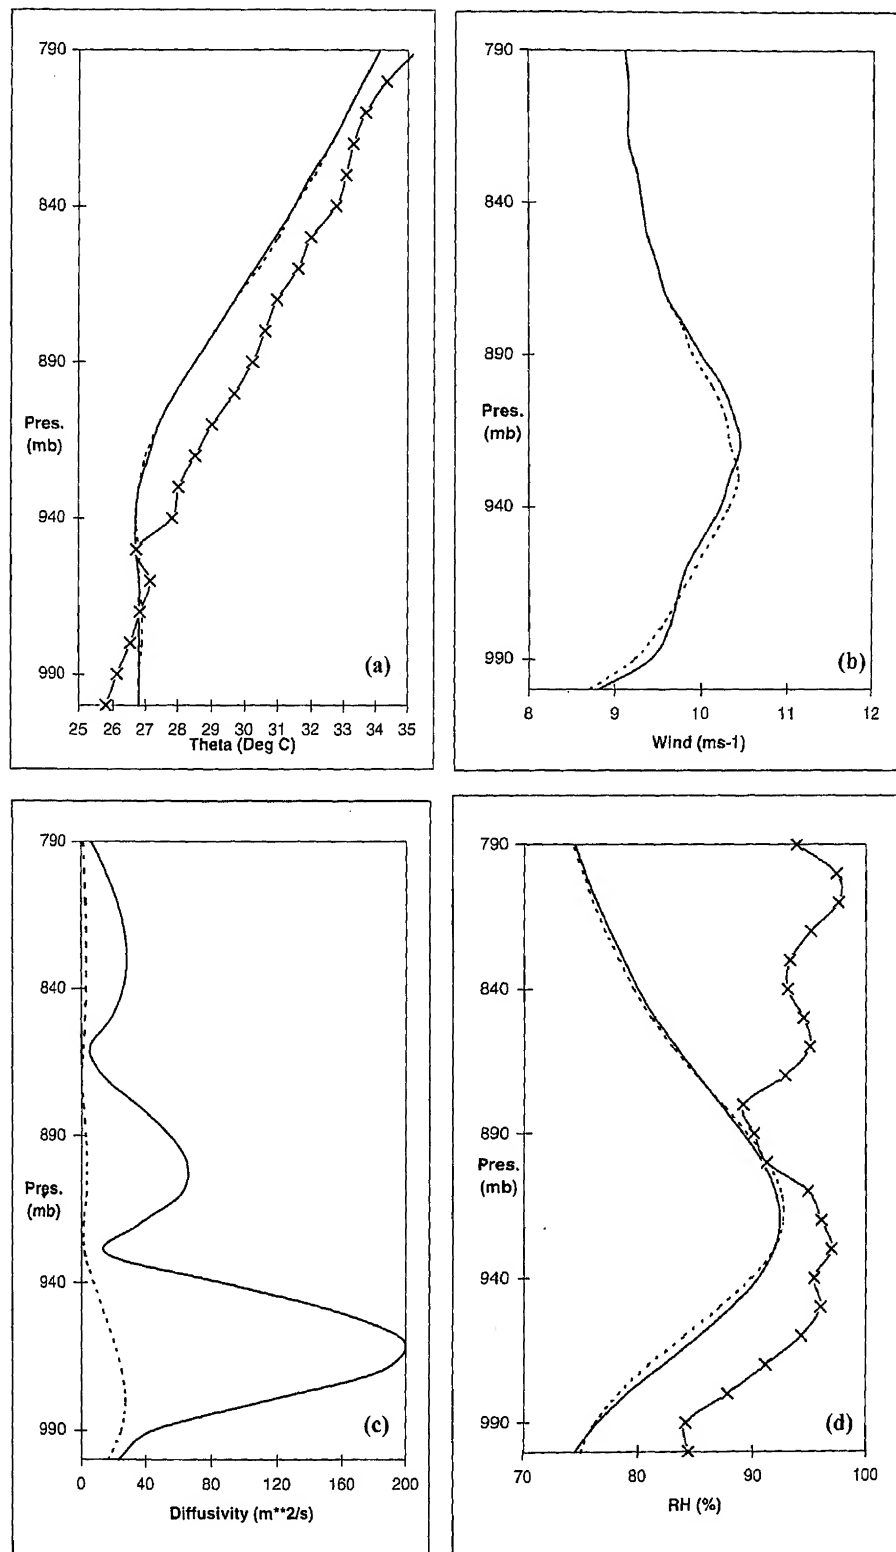 790
840
890
Pres.
(mb)
940
990
(a)
25 26 27 28 29 30 31 32 33 34 35
Theta (Deg C)
790
840
890
Pres.
(mb)
940
990
(b)
8 9 10 11 12
Wind (ms-1)
790
840
890
Pres.
(mb)
940
990
(c)
0 40 80 120 160 200
Diffusivity (m**2/s)
790
840
890
Pres.
(mb)
940
990
(d)
70 80 90 100
RH (%)